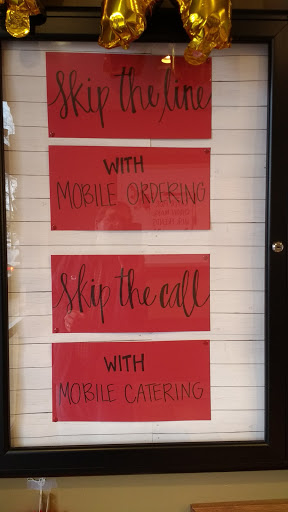 Skip the line
WITH
MOBILE ORDERING
Skip the call
WITH
MOBILE CATERING